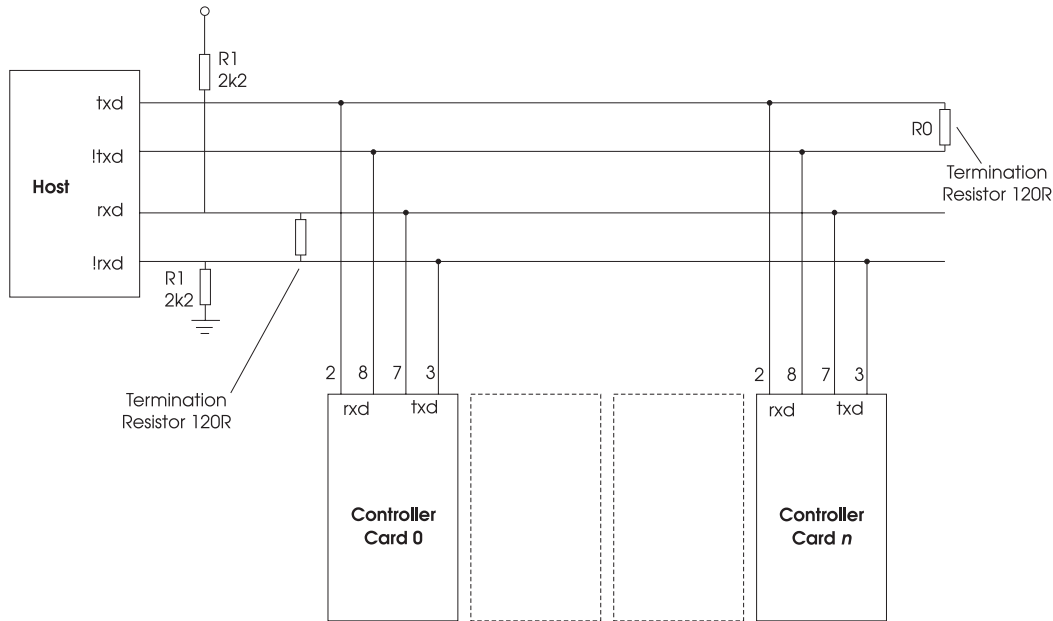 R1
2k2
txd
!txd
Host
rxd
!rxd
R0
Termination
Resistor 120R
R1
2k2
Termination
Resistor 120R
2 8 7 3
rxd txd
Controller
Card 0
2 8 7 3
rxd txd
Controller
Card n